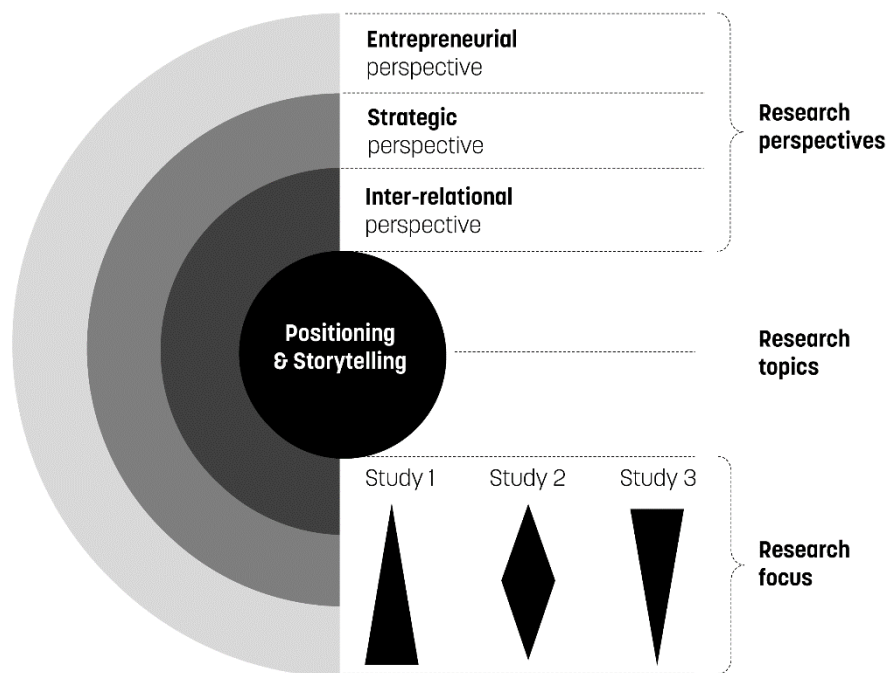 Entrepreneurial
perspective
Strategic
perspective
Inter-relational
perspective
Research
perspectives
Positioning
& Storytelling
Research
topics
Study 1
Study 2
Study 3
Research
focus